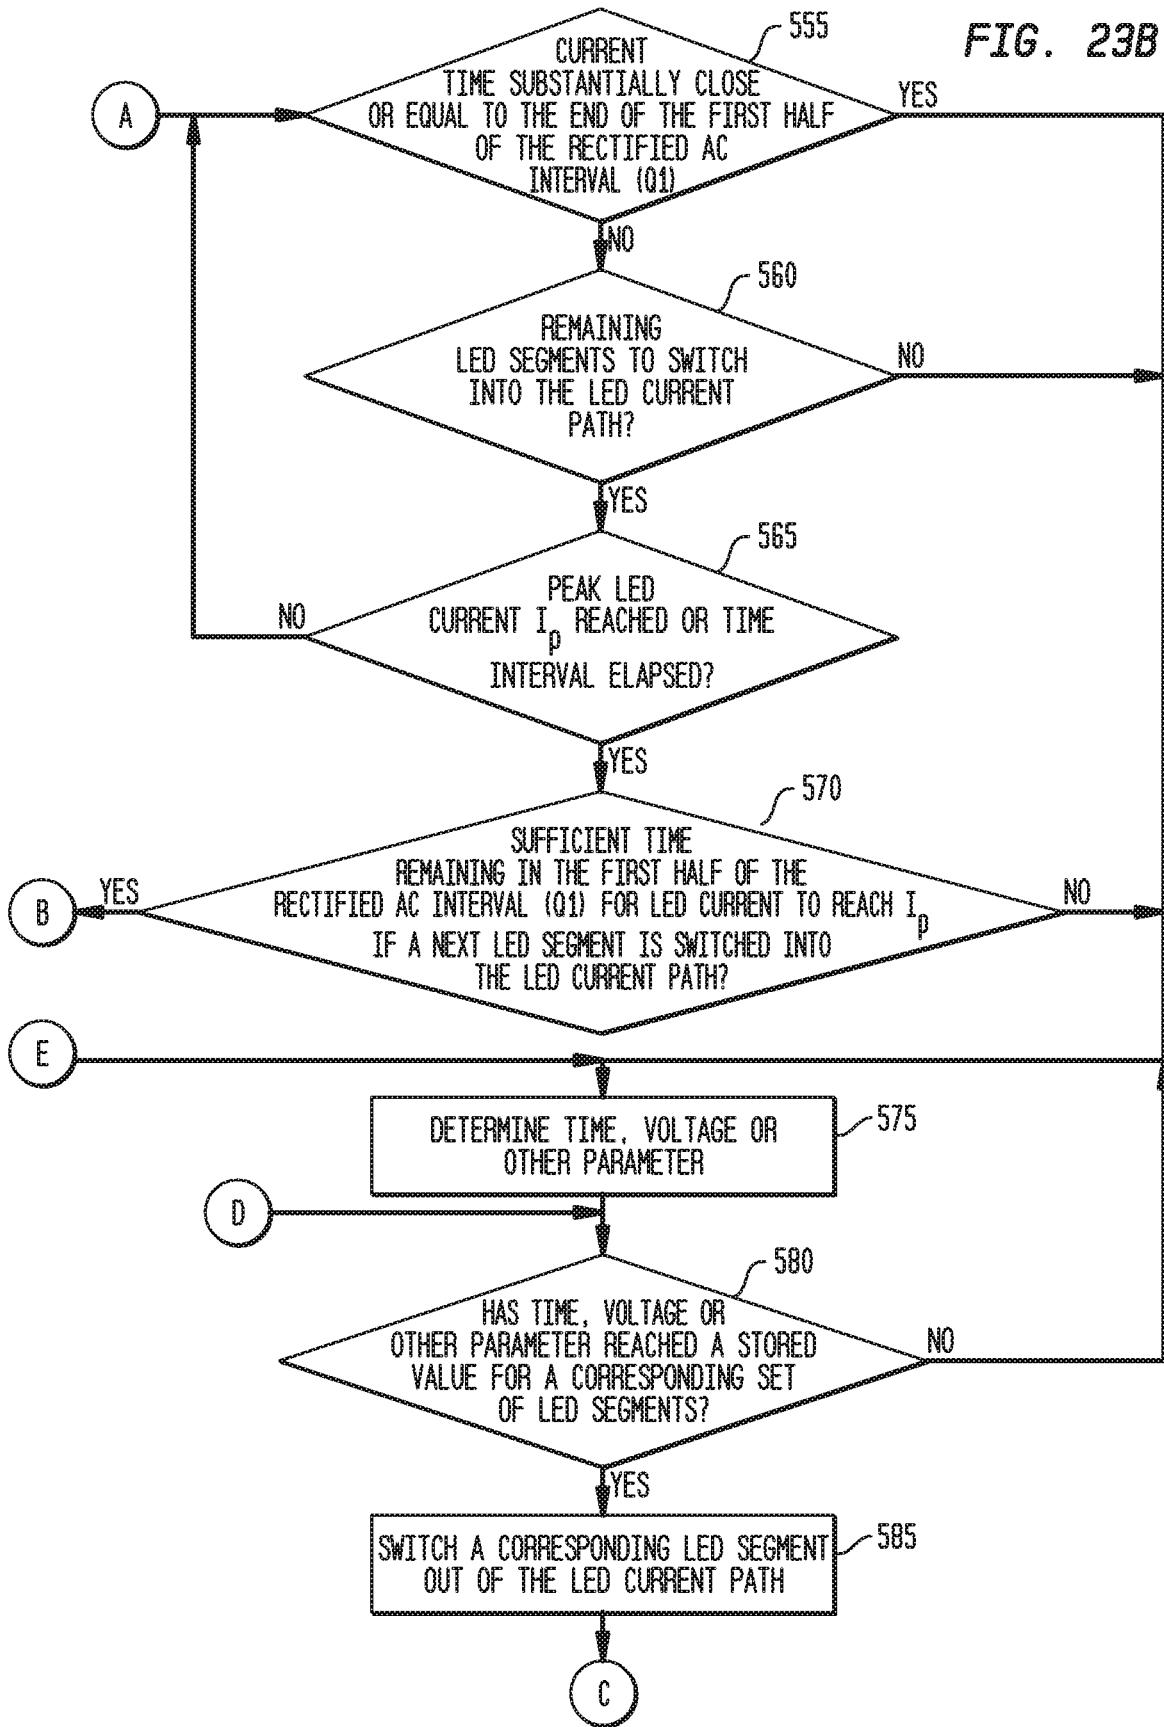 FIG. 23B
555
CURRENT
TIME SUBSTANTIALLY CLOSE
OR EQUAL TO THE END OF THE FIRST HALF
OF THE RECTIFIED AC
INTERVAL (Q1)
A
YES
NO
560
REMAINING
LED SEGMENTS TO SWITCH
INTO THE LED CURRENT
PATH?
NO
YES
565
PEAK LED
CURRENT Ip REACHED OR TIME
INTERVAL ELAPSED?
NO
YES
570
SUFFICIENT TIME
REMAINING IN THE FIRST HALF OF THE
RECTIFIED AC INTERVAL (Q1) FOR LED CURRENT TO REACH Ip
IF A NEXT LED SEGMENT IS SWITCHED INTO
THE LED CURRENT PATH?
B
YES
NO
E
DETERMINE TIME, VOLTAGE OR
OTHER PARAMETER
575
D
580
HAS TIME, VOLTAGE OR
OTHER PARAMETER REACHED A STORED
VALUE FOR A CORRESPONDING SET
OF LED SEGMENTS?
NO
YES
SWITCH A CORRESPONDING LED SEGMENT
OUT OF THE LED CURRENT PATH
585
C